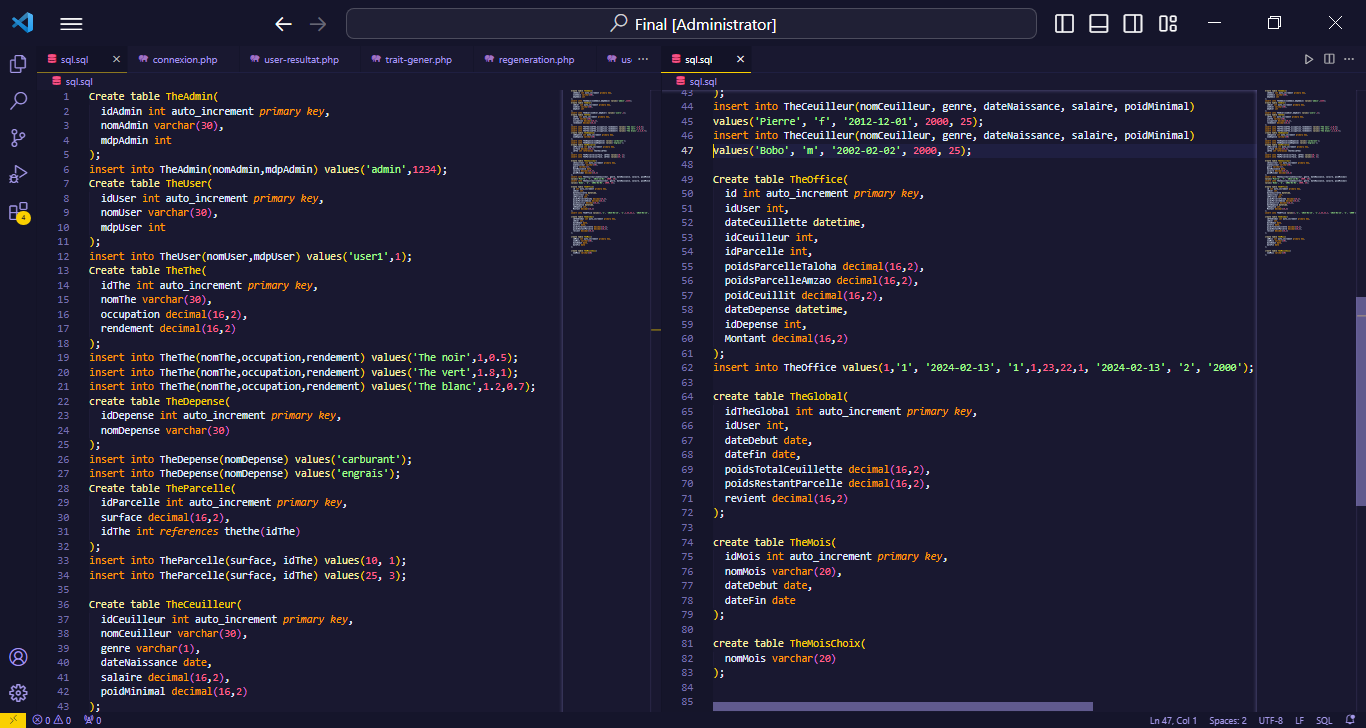 Final [Administrator]
sql.sql
connexion.php
user-resultat.php
trait-gener.php
regeneration.php
us
sql.sql
sql.sql
1 Create table TheAdmin(
2 idAdmin int auto_increment primary key,
3 nomAdmin varchar(30),
4 mdpAdmin int
5 );
6 insert into TheAdmin(nomAdmin,mdpAdmin) values('admin',1234);
7 Create table TheUser(
8 idUser int auto_increment primary key,
9 nomUser varchar(30),
10 mdpUser int
11 );
12 insert into TheUser(nomUser,mdpUser) values('user1',1);
13 Create table TheThe(
14 idThe int auto_increment primary key,
15 nomThe varchar(30),
16 occupation decimal(16,2),
17 rendement decimal(16,2)
18 );
19 insert into TheThe(nomThe,occupation,rendement) values('The noir',1,0.5);
20 insert into TheThe(nomThe,occupation,rendement) values('The vert',1.8,1);
21 insert into TheThe(nomThe,occupation,rendement) values('The blanc',1.2,0.7);
22 create table TheDepense(
23 idDepense int auto_increment primary key,
24 nomDepense varchar(30)
25 );
26 insert into TheDepense(nomDepense) values('carburant');
27 insert into TheDepense(nomDepense) values('engrais');
28 Create table TheParcelle(
29 idParcelle int auto_increment primary key,
30 surface decimal(16,2),
31 idThe int references thethe(idThe)
32 );
33 insert into TheParcelle(surface, idThe) values(10, 1);
34 insert into TheParcelle(surface, idThe) values(25, 3);
35
36 Create table TheCeuilleur(
37 idCeuilleur int auto_increment primary key,
38 nomCeuilleur varchar(30),
39 genre varchar(1),
40 dateNaissance date,
41 salaire decimal(16,2),
42 poidMinimal decimal(16,2)
43 );
sql.sql
43 );
44 insert into TheCeuilleur(nomCeuilleur, genre, dateNaissance, salaire, poidMinimal)
45 values('Pierre', 'f', '2012-12-01', 2000, 25);
46 insert into TheCeuilleur(nomCeuilleur, genre, dateNaissance, salaire, poidMinimal)
47 values('Bobo', 'm', '2002-02-02', 2000, 25);
48
49 Create table TheOffice(
50 id int auto_increment primary key,
51 idUser int,
52 dateCeuillette datetime,
53 idCeuilleur int,
54 idParcelle int,
55 poidsParcelleTaloha decimal(16,2),
56 poidsParcelleAmzao decimal(16,2),
57 poidCeuillit decimal(16,2),
58 dateDepense datetime,
59 idDepense int,
60 Montant decimal(16,2)
61 );
62 insert into TheOffice values(1,'1', '2024-02-13', '1',1,23,22,1, '2024-02-13', '2', '2000');
63
64 create table TheGlobal(
65 idTheGlobal int auto_increment primary key,
66 idUser int,
67 dateDebut date,
68 datefin date,
69 poidsTotalCeuillette decimal(16,2),
70 poidsRestantParcelle decimal(16,2),
71 revient decimal(16,2)
72 );
73
74 create table TheMois(
75 idMois int auto_increment primary key,
76 nomMois varchar(20),
77 dateDebut date,
78 dateFin date
79 );
80
81 create table TheMoisChoix(
82 nomMois varchar(20)
83 );
84
85
4
0 0 0
Ln 47, Col 1 Spaces: 2 UTF-8 LF SQL